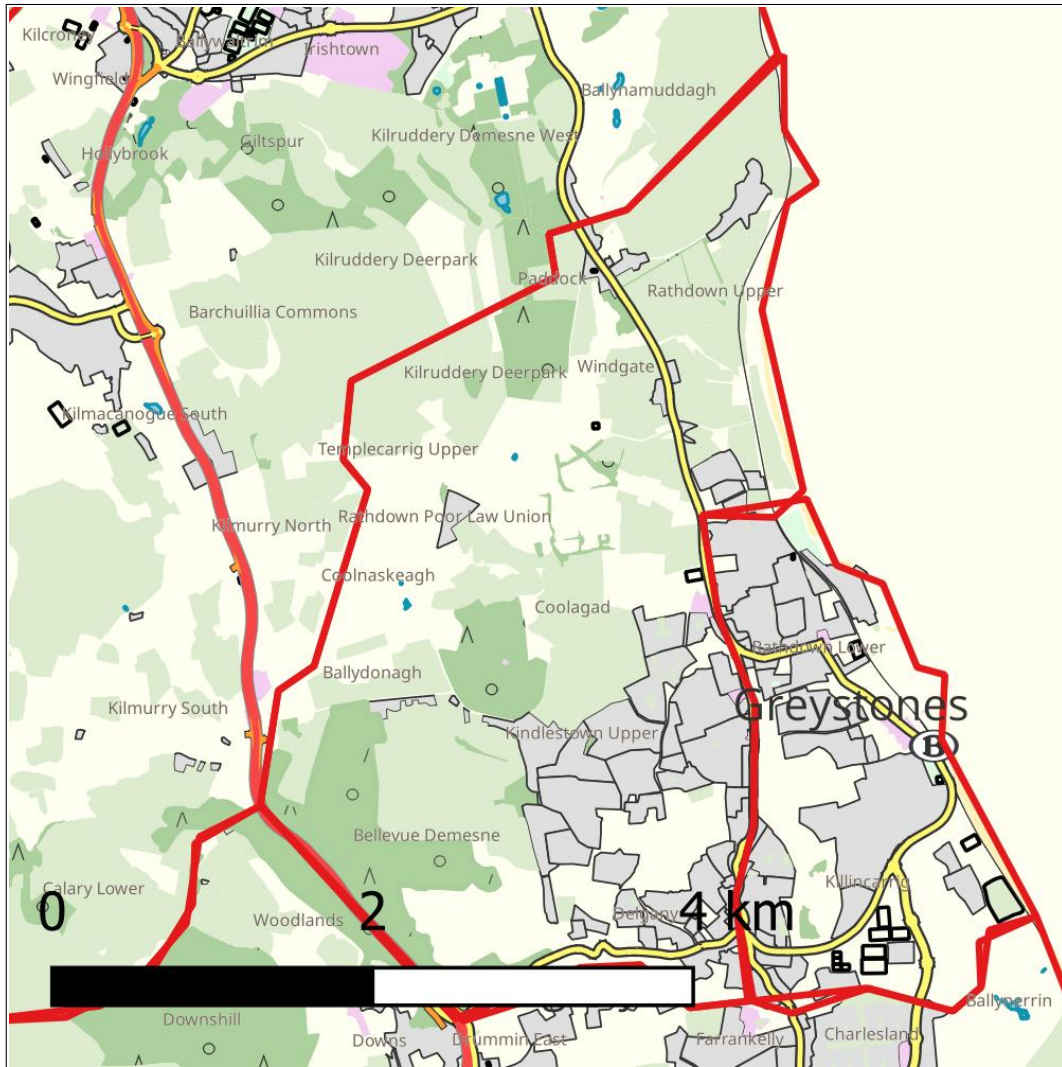 Kilcroney
Ballywaltrim
Irishtown
Wingfield
Ballynamuddagh
Kilruddery Demesne West
Giltspur
Hollybrook
Kilruddery Deerpark
Paddock
Rathdown Upper
Barchuillia Commons
Windgate
Kilruddery Deerpark
Kilmacanogue South
Templecarrig Upper
Rathdown Poor Law Union
Kilmurry North
Coolnaskeagh
Coolagad
Rathdown Lower
Ballydonagh
Kilmurry South
Greystones
Kindlestown Upper
B
Bellevue Demesne
Killincarrig
Calary Lower
Woodlands
Delgany
0 2 4 km
Ballynerrin
Downshill
Downs
Drummin East
Farrankelly
Charlesland